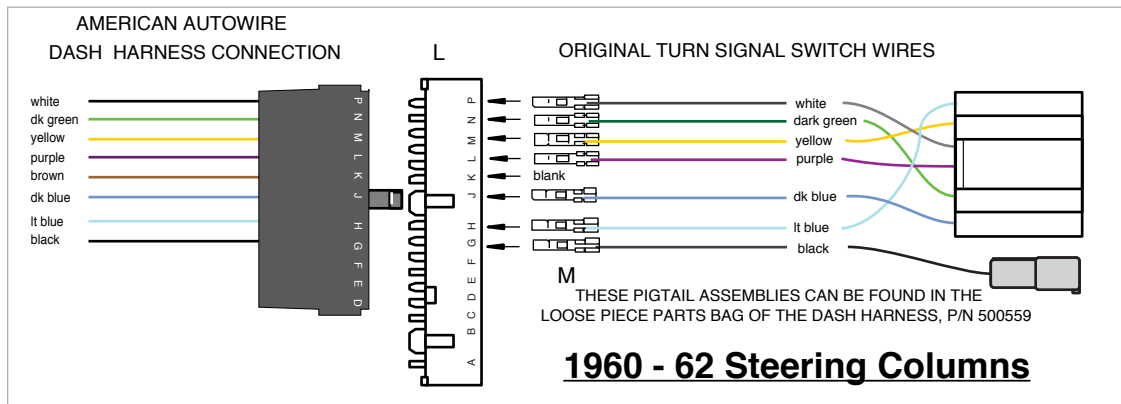 AMERICAN AUTOWIRE
DASH HARNESS CONNECTION
L
ORIGINAL TURN SIGNAL SWITCH WIRES
white
dk green
yellow
purple
brown
dk blue
lt blue
black
P
N
M
L
K
J
H
G
F
E
D
P
N
M
L
K
J
H
G
F
E
D
C
B
A
white
dark green
yellow
purple
blank
dk blue
lt blue
black
M
THESE PIGTAIL ASSEMBLIES CAN BE FOUND IN THE
LOOSE PIECE PARTS BAG OF THE DASH HARNESS, P/N 500559
1960 - 62 Steering Columns